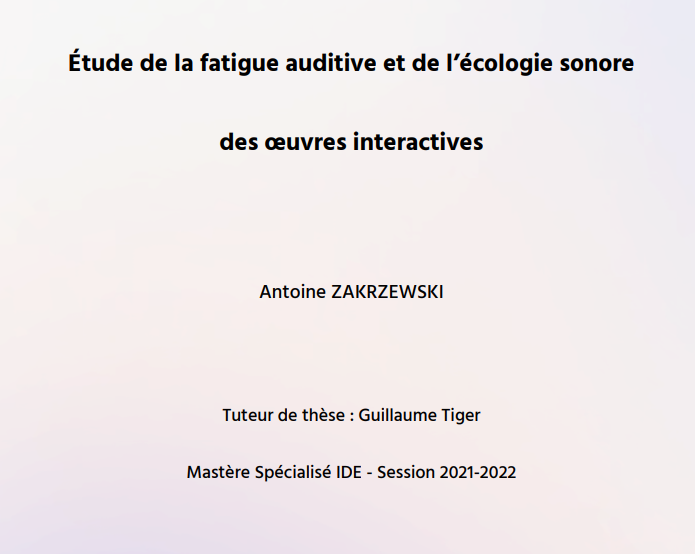 Étude de la fatigue auditive et de l’écologie sonore
des œuvres interactives
Antoine ZAKRZEWSKI
Tuteur de thèse : Guillaume Tiger
Mastère Spécialisé IDE - Session 2021-2022